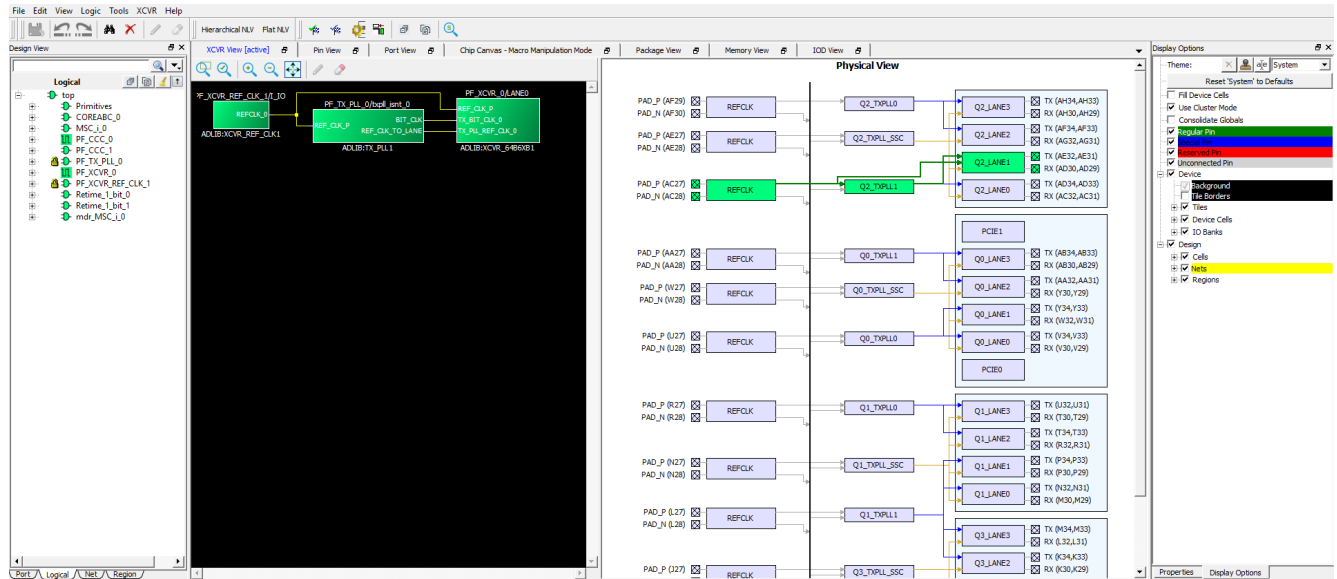 File Edit View Logic Tools XCVR Help
Hierarchical NLV Flat NLV
Design View
Logical
top
Primitives
COREABC_0
MSC_i_0
PF_CCC_0
PF_CCC_1
PF_TX_PLL_0
PF_XCVR_0
PF_XCVR_REF_CLK_1
Retime_1_bit_0
Retime_1_bit_1
mdr_MSC_i_0
Port Logical Net Region
XCVR View [active] Pin View Port View Chip Canvas - Macro Manipulation Mode Package View Memory View IOD View
PF_XCVR_REF_CLK_1/I_IO
REFCLK_0
ADLIB:XCVR_REF_CLK1
PF_TX_PLL_0/txpll_isnt_0
REF_CLK_P
BIT_CLK
REF_CLK_TO_LANE
ADLIB:TX_PLL1
PF_XCVR_0/LANE0
REF_CLK_P
TX_BIT_CLK_0
TX_PLL_REF_CLK_0
ADLIB:XCVR_64B6XB1
Physical View
PAD_P (AF29)
PAD_N (AF30)
REFCLK
Q2_TXPLL0
Q2_LANE3
TX (AH34,AH33)
RX (AH30,AH29)
PAD_P (AE27)
PAD_N (AE28)
REFCLK
Q2_TXPLL_SSC
Q2_LANE2
TX (AF34,AF33)
RX (AG32,AG31)
Q2_LANE1
TX (AE32,AE31)
RX (AD30,AD29)
PAD_P (AC27)
PAD_N (AC28)
REFCLK
Q2_TXPLL1
Q2_LANE0
TX (AD34,AD33)
RX (AC32,AC31)
PCIE1
PAD_P (AA27)
PAD_N (AA28)
REFCLK
Q0_TXPLL1
Q0_LANE3
TX (AB34,AB33)
RX (AB30,AB29)
PAD_P (W27)
PAD_N (W28)
REFCLK
Q0_TXPLL_SSC
Q0_LANE2
TX (AA32,AA31)
RX (Y30,Y29)
Q0_LANE1
TX (Y34,Y33)
RX (W32,W31)
PAD_P (U27)
PAD_N (U28)
REFCLK
Q0_TXPLL0
Q0_LANE0
TX (V34,V33)
RX (V30,V29)
PCIE0
PAD_P (R27)
PAD_N (R28)
REFCLK
Q1_TXPLL0
Q1_LANE3
TX (U32,U31)
RX (T30,T29)
Q1_LANE2
TX (T34,T33)
RX (R32,R31)
PAD_P (N27)
PAD_N (N28)
REFCLK
Q1_TXPLL_SSC
Q1_LANE1
TX (P34,P33)
RX (P30,P29)
Q1_LANE0
TX (N32,N31)
RX (M30,M29)
PAD_P (L27)
PAD_N (L28)
REFCLK
Q1_TXPLL1
Q3_LANE3
TX (M34,M33)
RX (L32,L31)
PAD_P (J27)
REFCLK
Q3_TXPLL_SSC
Q3_LANE2
TX (K34,K33)
RX (K30,K29)
Display Options
Theme: System
Reset 'System' to Defaults
Fill Device Cells
Use Cluster Mode
Consolidate Globals
Regular Pin
Special Pin
Reserved Pin
Unconnected Pin
Device
Background
Tile Borders
Tiles
Device Cells
IO Banks
Design
Cells
Nets
Regions
Properties Display Options